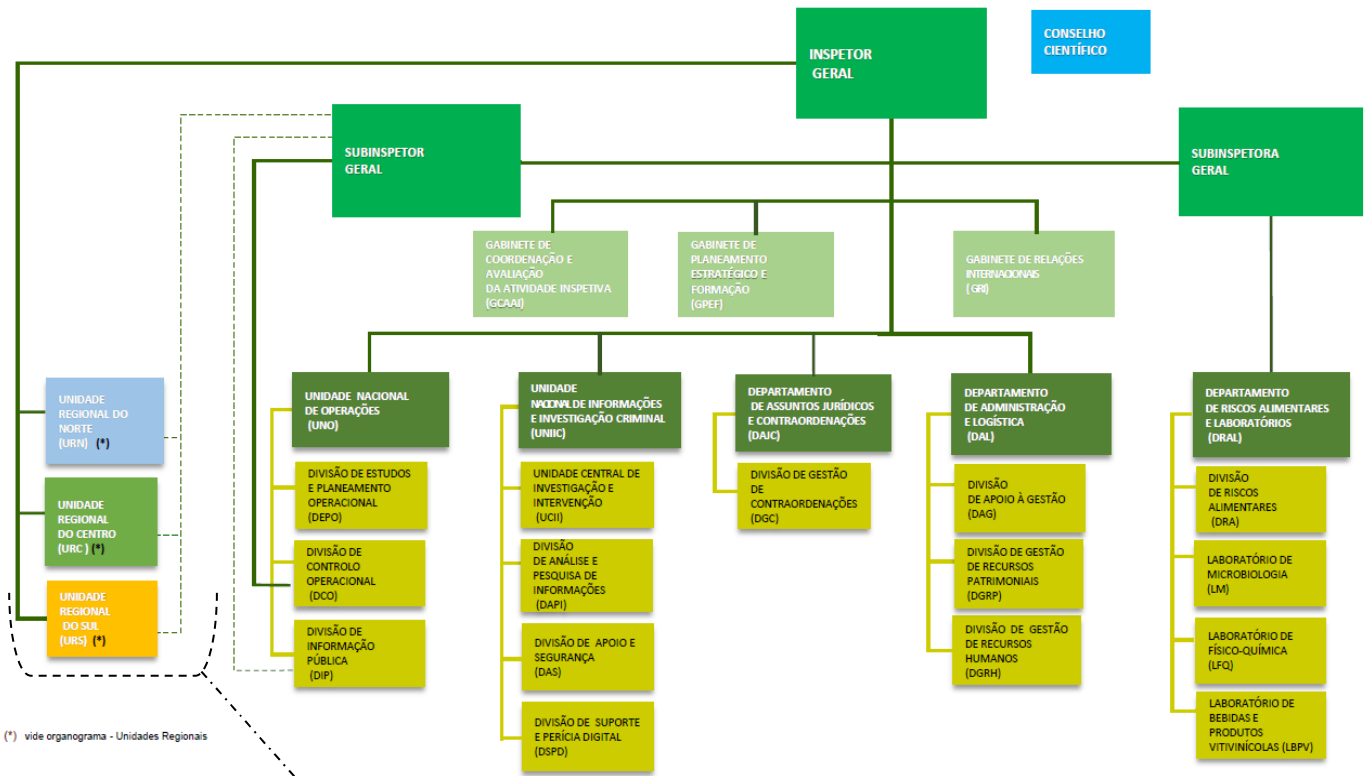 INSPETOR
GERAL
CONSELHO
CIENTÍFICO
SUBINSPETOR
GERAL
SUBINSPETORA
GERAL
GABINETE DE
COORDENAÇÃO E
AVALIAÇÃO
DA ATIVIDADE INSPETIVA
(GCAAI)
GABINETE DE
PLANEAMENTO
ESTRATÉGICO E
FORMAÇÃO
(GPEF)
GABINETE DE RELAÇÕES
INTERNACIONAIS
(GRI)
UNIDADE
REGIONAL DO
NORTE
(URN) (*)
UNIDADE
REGIONAL
DO CENTRO
(URC ) (*)
UNIDADE
REGIONAL
DO SUL
(URS) (*)
UNIDADE NACIONAL
DE OPERAÇÕES
(UNO)
DIVISÃO DE ESTUDOS
E PLANEAMENTO
OPERACIONAL
(DEPO)
DIVISÃO DE
CONTROLO
OPERACIONAL
(DCO)
DIVISÃO DE
INFORMAÇÃO
PÚBLICA
(DIP)
UNIDADE
NACIONAL DE INFORMAÇÕES
E INVESTIGAÇÃO CRIMINAL
(UNIIC)
UNIDADE CENTRAL DE
INVESTIGAÇÃO E
INTERVENÇÃO
(UCII)
DIVISÃO
DE ANÁLISE E
PESQUISA DE
INFORMAÇÕES
(DAPI)
DIVISÃO DE APOIO E
SEGURANÇA
(DAS)
DIVISÃO DE SUPORTE
E PERÍCIA DIGITAL
(DSPD)
DEPARTAMENTO
DE ASSUNTOS JURÍDICOS
E CONTRAORDENAÇÕES
(DAJC)
DIVISÃO DE GESTÃO
DE
CONTRAORDENAÇÕES
(DGC)
DEPARTAMENTO
DE ADMINISTRAÇÃO
E LOGÍSTICA
(DAL)
DIVISÃO
DE APOIO À GESTÃO
(DAG)
DIVISÃO DE GESTÃO
DE RECURSOS
PATRIMONIAIS
(DGRP)
DIVISÃO DE GESTÃO
DE RECURSOS
HUMANOS
(DGRH)
DEPARTAMENTO
DE RISCOS ALIMENTARES
E LABORATÓRIOS
(DRAL)
DIVISÃO
DE RISCOS
ALIMENTARES
(DRA)
LABORATÓRIO DE
MICROBIOLOGIA
(LM)
LABORATÓRIO DE
FÍSICO-QUÍMICA
(LFQ)
LABORATÓRIO DE
BEBIDAS E
PRODUTOS
VITIVINÍCOLAS (LBPV)
(*) vide organograma - Unidades Regionais